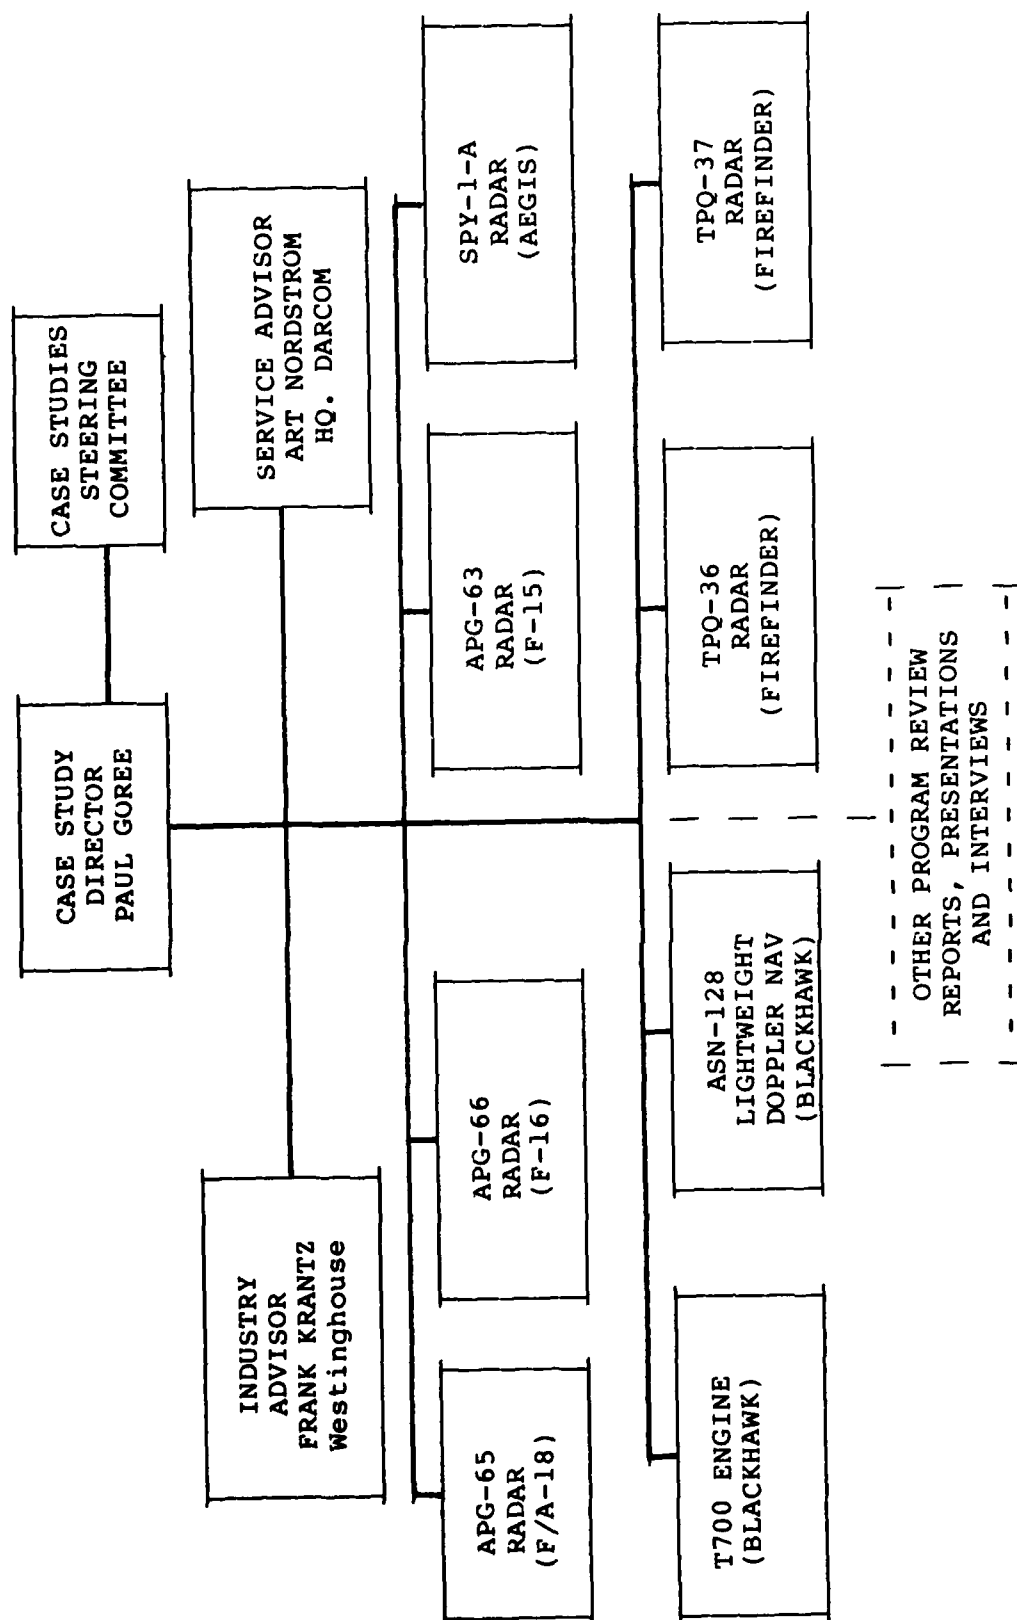 CASE STUDY
DIRECTOR
PAUL GOREE
CASE STUDIES
STEERING
COMMITTEE
INDUSTRY
ADVISOR
FRANK KRANTZ
Westinghouse
SERVICE ADVISOR
ART NORDSTROM
HQ. DARCOM
APG-65
RADAR
(F/A-18)
APG-66
RADAR
(F-16)
APG-63
RADAR
(F-15)
SPY-1-A
RADAR
(AEGIS)
T700 ENGINE
(BLACKHAWK)
ASN-128
LIGHTWEIGHT
DOPPLER NAV
(BLACKHAWK)
TPQ-36
RADAR
(FIREFINDER)
TPQ-37
RADAR
(FIREFINDER)
OTHER PROGRAM REVIEW
REPORTS, PRESENTATIONS
AND INTERVIEWS